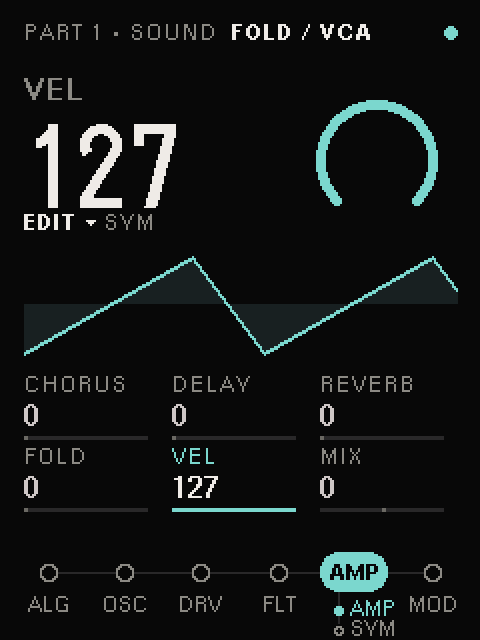 PART 1 · SOUND FOLD / VCA
VEL
127
EDIT SYM
CHORUS DELAY REVERB
0 0 0
FOLD VEL MIX
0 127 0
AMP
ALG OSC DRV FLT AMP MOD
SYM